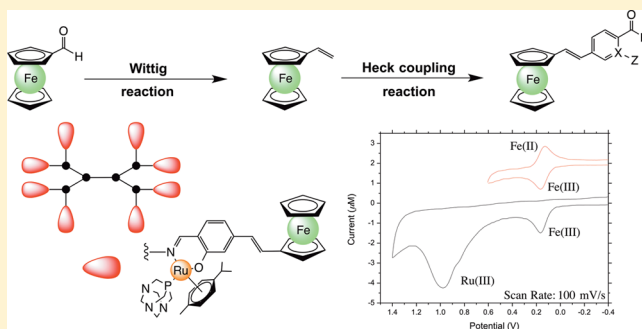 O
H
Fe
Wittig
reaction
Fe
Heck coupling
reaction
O
H
X
Z
Fe
N
Ru
O
P
N
N
N
Fe
3
2
1
0
-1
-2
-3
-4
-5
Current (μM)
Fe(II)
Fe(III)
Fe(III)
Ru(III)
Scan Rate: 100 mV/s
1.4 1.2 1.0 0.8 0.6 0.4 0.2 0.0 -0.2 -0.4
Potential (V)